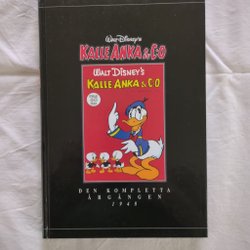 Walt Disney's
KALLE ANKA & C:O
WALT DISNEY'S
KALLE ANKA & C:O
DEN KOMPLETTA
ÅRGÅNGEN
1948